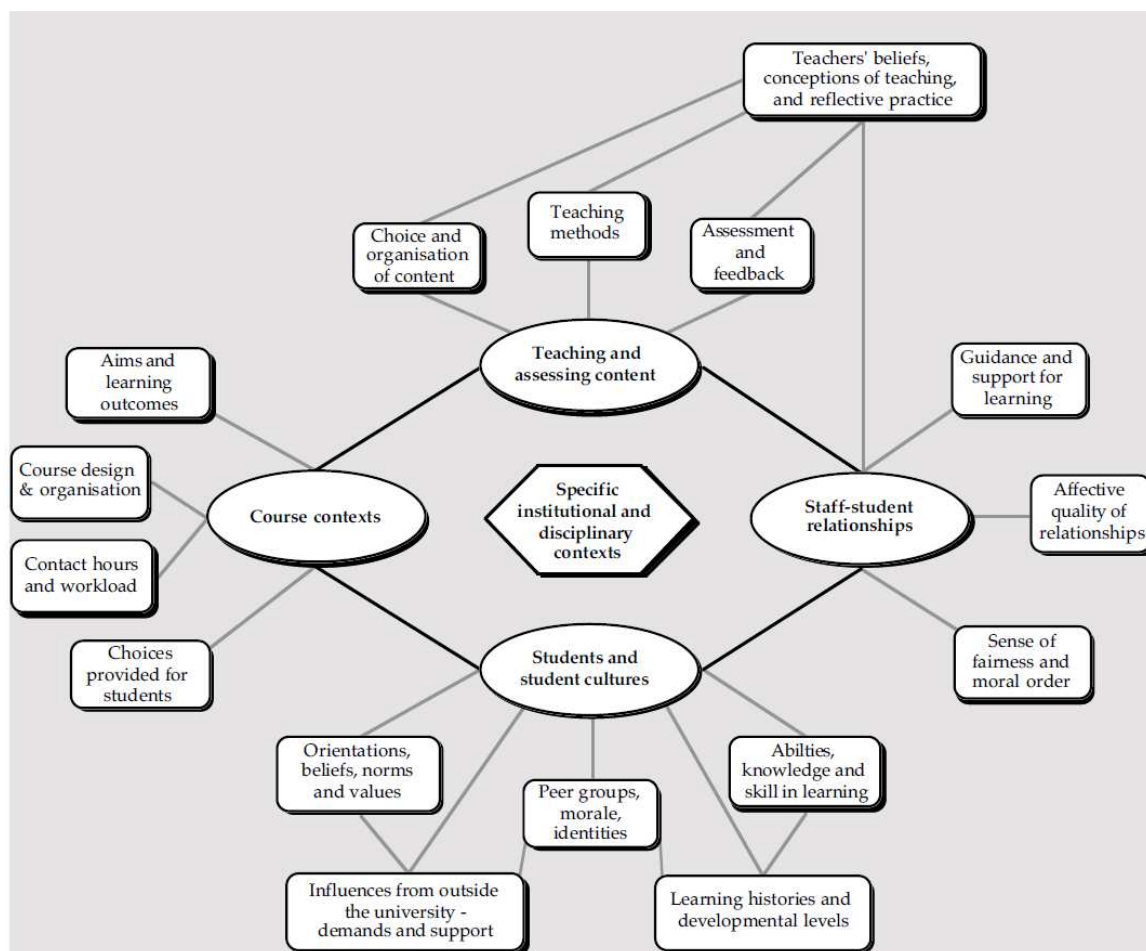 Teachers' beliefs,
conceptions of teaching,
and reflective practice
Teaching
methods
Choice and
organisation
of content
Assessment
and
feedback
Teaching and
assessing content
Aims and
learning
outcomes
Guidance and
support for
learning
Course design
& organisation
Course contexts
Specific
institutional and
disciplinary
contexts
Staff-student
relationships
Affective
quality of
relationships
Contact hours
and workload
Choices
provided for
students
Students and
student cultures
Sense of
fairness and
moral order
Orientations,
beliefs, norms
and values
Peer groups,
morale,
identities
Abilties,
knowledge and
skill in learning
Influences from outside
the university -
demands and support
Learning histories and
developmental levels